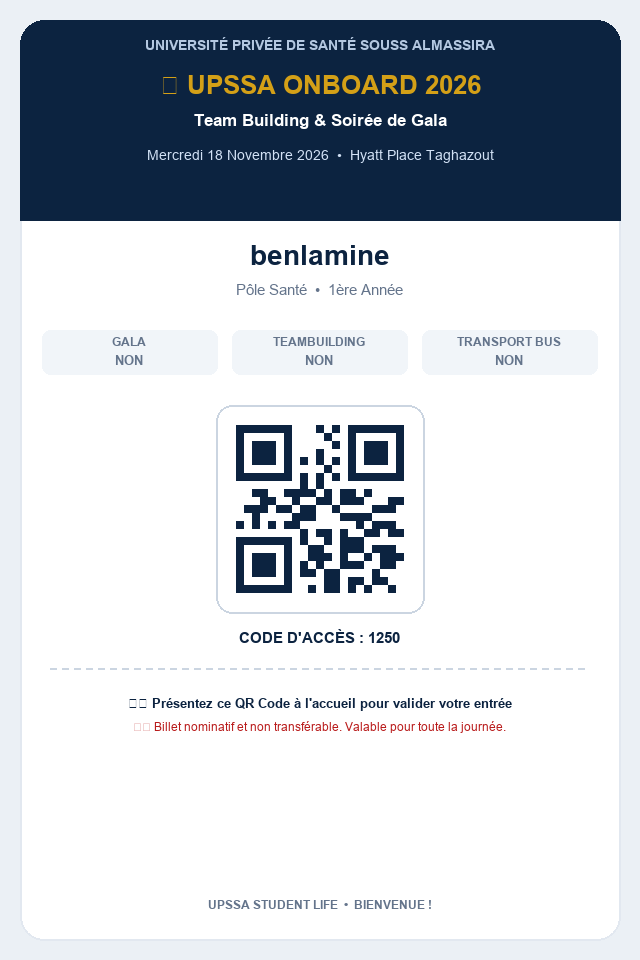 UNIVERSITÉ PRIVÉE DE SANTÉ SOUSS ALMASSIRA
UPSSA ONBOARD 2026
Team Building & Soirée de Gala
Mercredi 18 Novembre 2026 • Hyatt Place Taghazout
benlamine
Pôle Santé • 1ère Année
GALA
NON
TEAMBUILDING
NON
TRANSPORT BUS
NON
CODE D'ACCÈS : 1250
Présentez ce QR Code à l'accueil pour valider votre entrée
Billet nominatif et non transférable. Valable pour toute la journée.
UPSSA STUDENT LIFE • BIENVENUE !